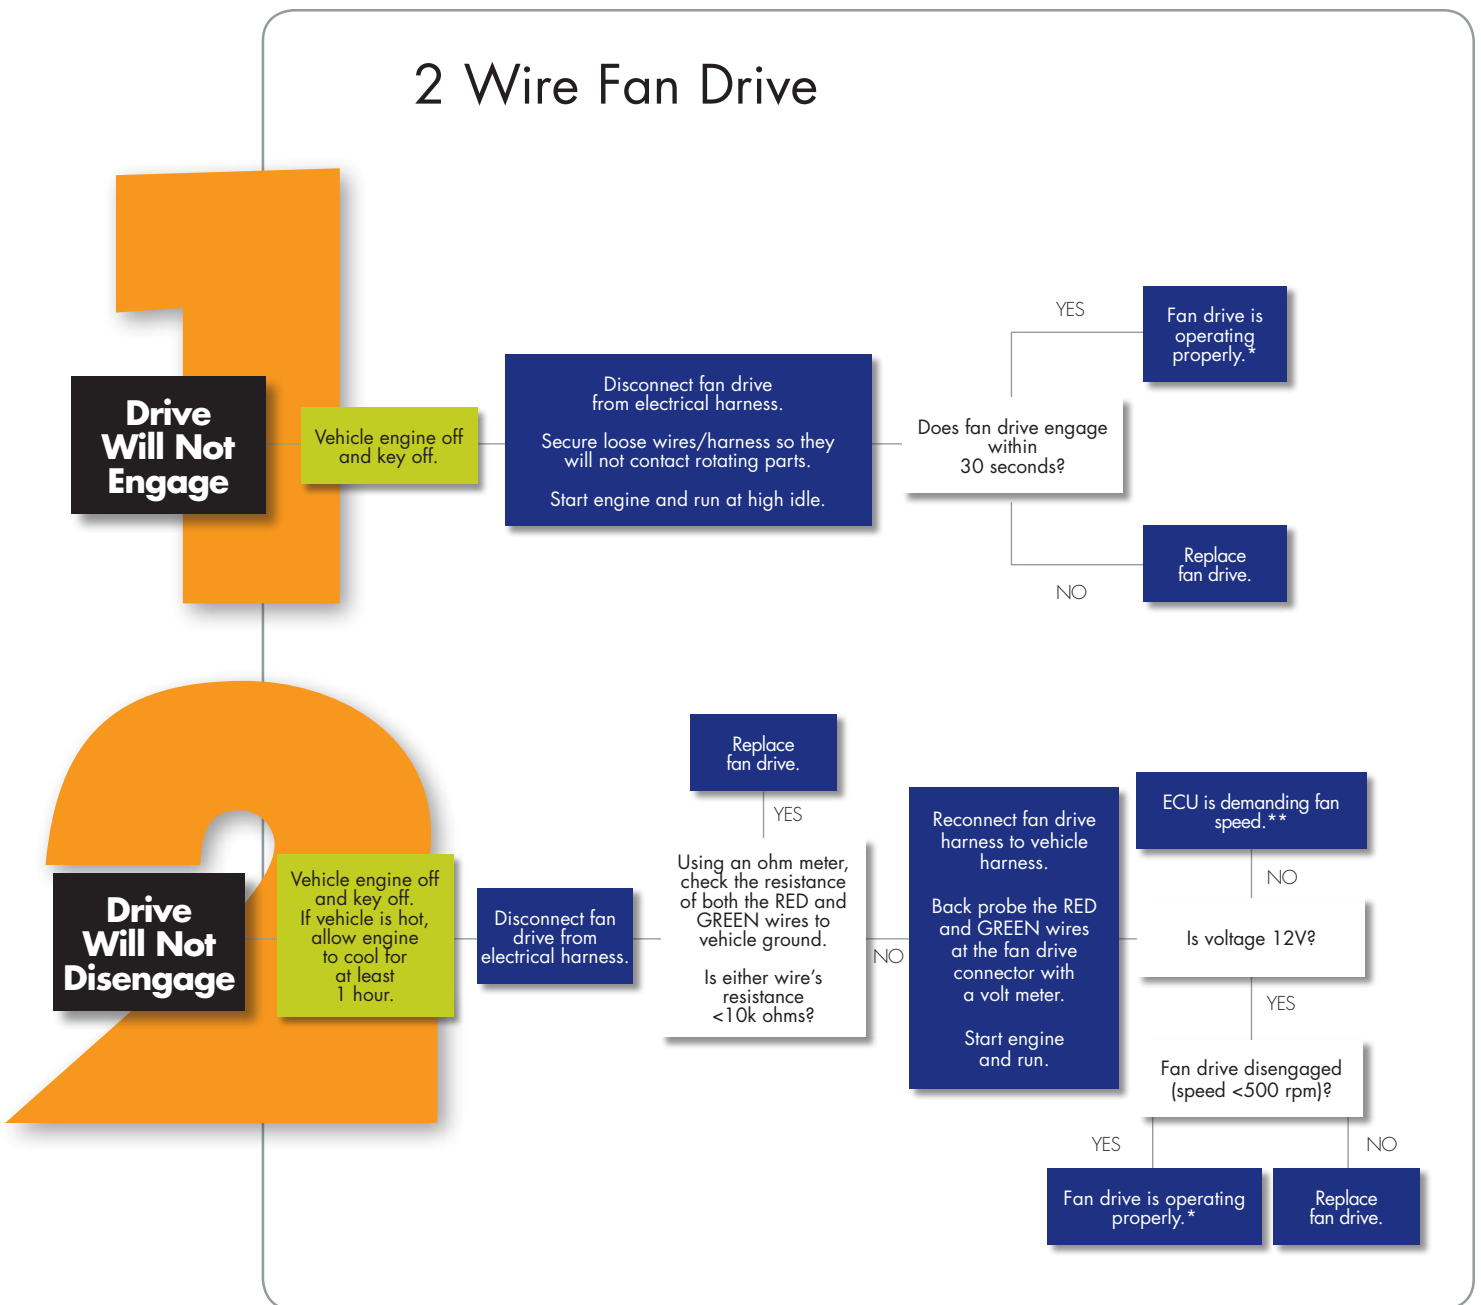 2 Wire Fan Drive
1
Drive
Will Not
Engage
Vehicle engine off
and key off.
Disconnect fan drive
from electrical harness.
Secure loose wires/harness so they
will not contact rotating parts.
Start engine and run at high idle.
Does fan drive engage
within
30 seconds?
YES
Fan drive is
operating
properly.*
NO
Replace
fan drive.
2
Drive
Will Not
Disengage
Vehicle engine off
and key off.
If vehicle is hot,
allow engine
to cool for
at least
1 hour.
Disconnect fan
drive from
electrical harness.
Using an ohm meter,
check the resistance
of both the RED and
GREEN wires to
vehicle ground.
Is either wire's
resistance
<10k ohms?
YES
Replace
fan drive.
NO
Reconnect fan drive
harness to vehicle
harness.
Back probe the RED
and GREEN wires
at the fan drive
connector with
a volt meter.
Start engine
and run.
Is voltage 12V?
NO
ECU is demanding fan
speed.**
YES
Fan drive disengaged
(speed <500 rpm)?
YES
Fan drive is operating
properly.*
NO
Replace
fan drive.